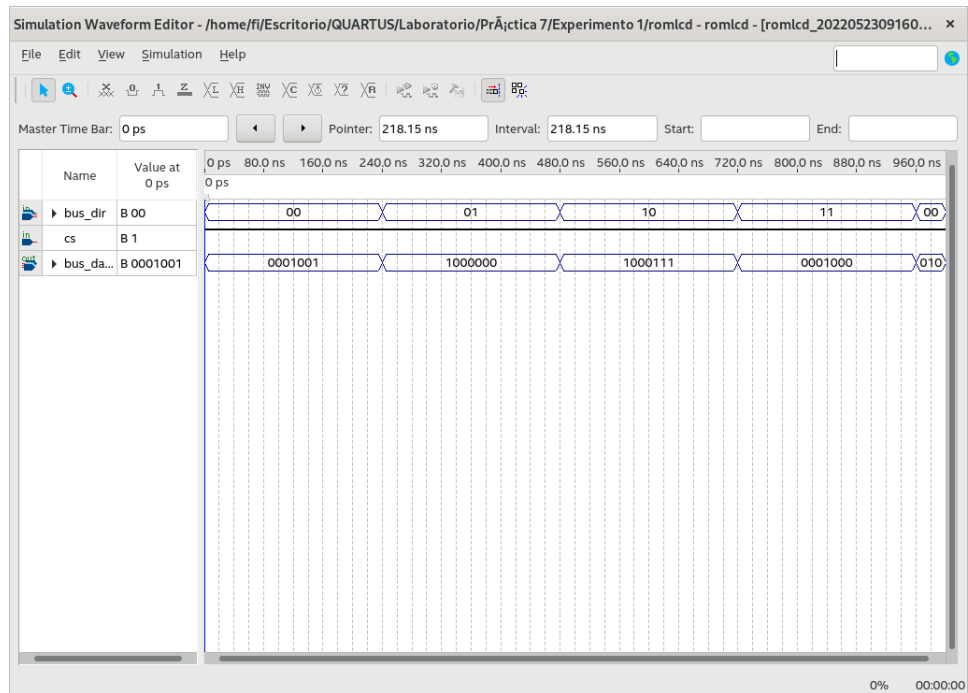 Simulation Waveform Editor - /home/fi/Escritorio/QUARTUS/Laboratorio/PrÃ¡ctica 7/Experimento 1/romlcd - romlcd - [romlcd_2022052309160...
File Edit View Simulation Help
Master Time Bar: 0 ps Pointer: 218.15 ns Interval: 218.15 ns Start: End:
Name Value at 0 ps
0 ps 80.0 ns 160.0 ns 240.0 ns 320.0 ns 400.0 ns 480.0 ns 560.0 ns 640.0 ns 720.0 ns 800.0 ns 880.0 ns 960.0 ns
0 ps
bus_dir B 00 00 01 10 11 00
cs B 1
bus_da... B 0001001 0001001 1000000 1000111 0001000 010
0% 00:00:00